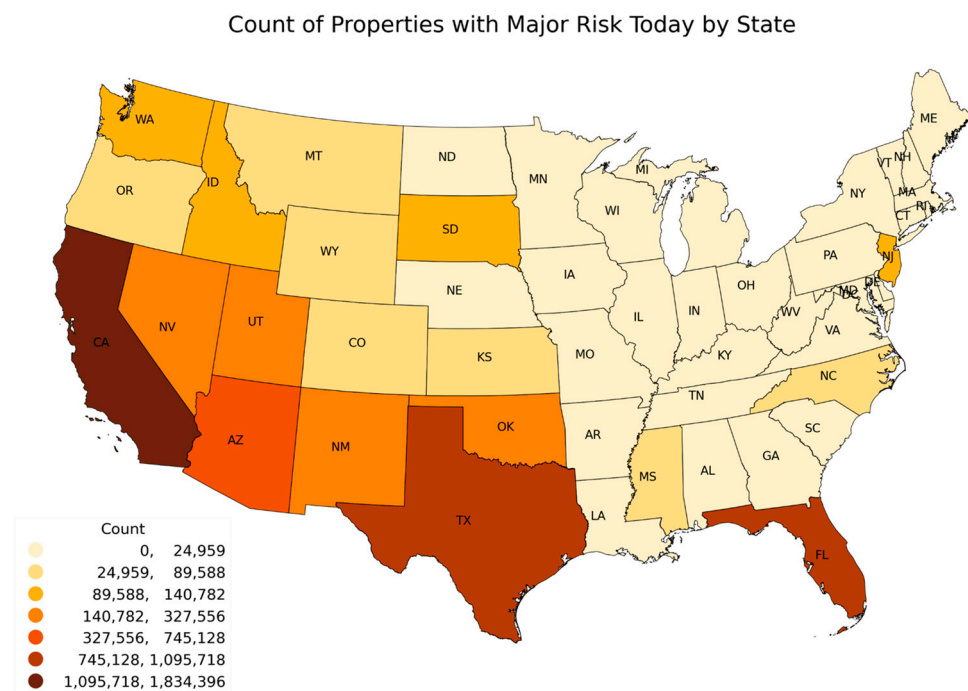 Count of Properties with Major Risk Today by State
WA
OR
ID
MT
ND
MN
MI
ME
VT
NH
NY
MA
CT
RI
WI
SD
WY
NE
IA
PA
NJ
DE
MD
DC
CA
NV
UT
CO
KS
MO
IL
IN
OH
WV
VA
KY
TN
NC
SC
AZ
NM
OK
AR
MS
AL
GA
LA
TX
FL
Count
0, 24,959
24,959, 89,588
89,588, 140,782
140,782, 327,556
327,556, 745,128
745,128, 1,095,718
1,095,718, 1,834,396